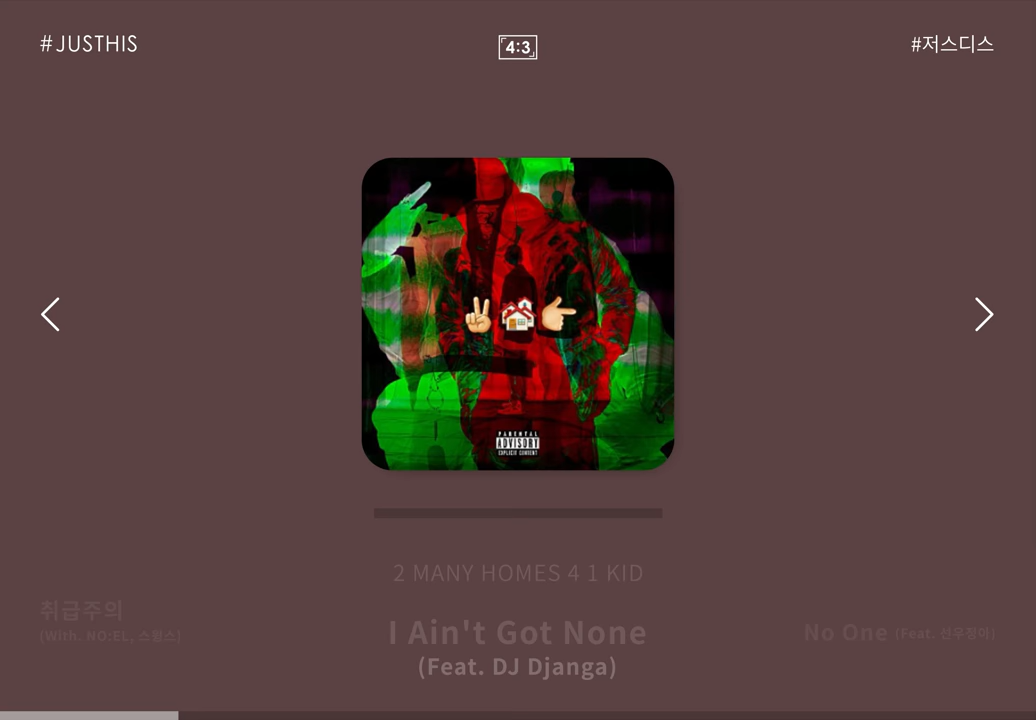 #JUSTHIS
4:3
#저스디스
PARENTAL
ADVISORY
EXPLICIT CONTENT
2 MANY HOMES 4 1 KID
취급주의
(With. NO:EL, 스윙스)
I Ain't Got None
(Feat. DJ Djanga)
No One (Feat. 선우정아)